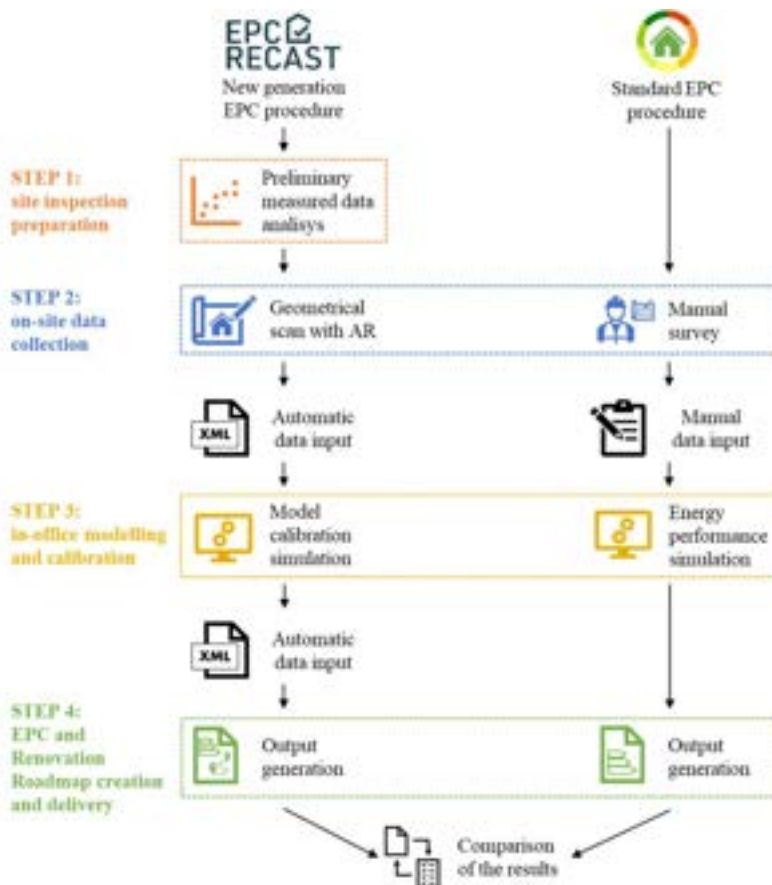 EPC
RECAST
New generation
EPC procedure
Standard EPC
procedure
STEP 1:
site inspection
preparation
Preliminary
measured data
analisys
STEP 2:
on-site data
collection
Geometrical
scan with AR
Manual
survey
XML
Automatic
data input
Manual
data input
STEP 3:
in-office modelling
and calibration
Model
calibration
simulation
Energy
performance
simulation
XML
Automatic
data input
STEP 4:
EPC and
Renovation
Roadmap creation
and delivery
Output
generation
Output
generation
Comparison
of the results